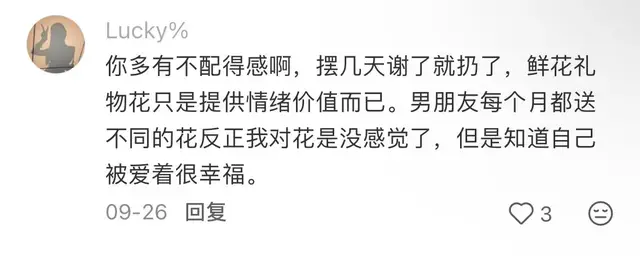 Lucky%
你多有不配得感啊，摆几天谢了就扔了，鲜花礼
物花只是提供情绪价值而已。男朋友每个月都送
不同的花反正我对花是没感觉了，但是知道自己
被爱着很幸福。
09-26 回复 3